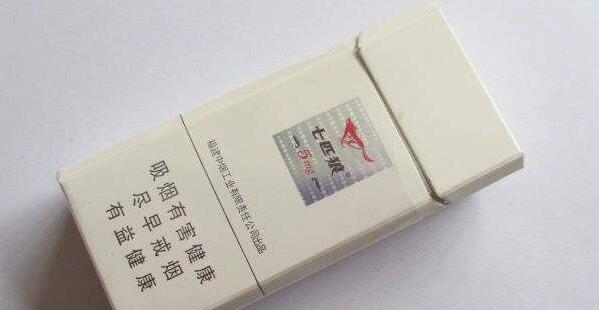 七匹狼
5mg
福建中烟工业有限责任公司出品
吸烟有害健康
尽早戒烟
有益健康